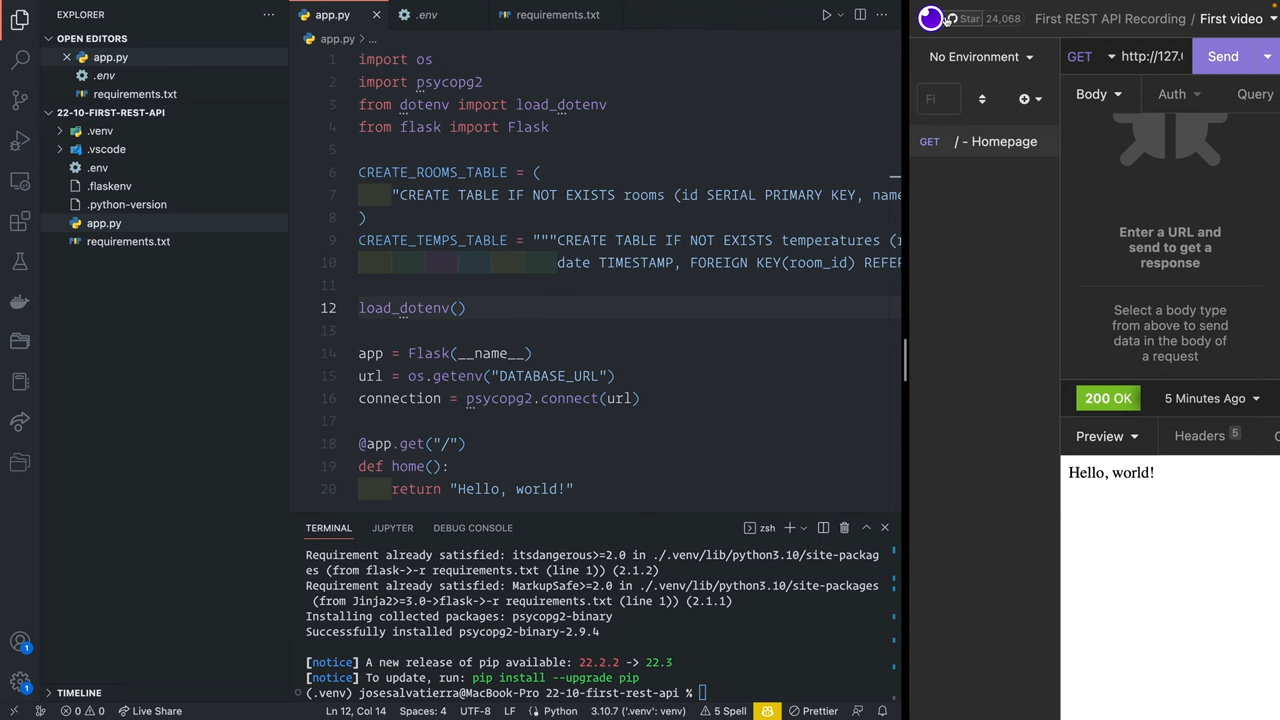 EXPLORER
OPEN EDITORS
app.py
.env
requirements.txt
22-10-FIRST-REST-API
.venv
.vscode
.env
.flaskenv
.python-version
app.py
requirements.txt
TIMELINE
app.py
.env
requirements.txt
app.py > ...
1 import os
2 import psycopg2
3 from dotenv import load_dotenv
4 from flask import Flask
5
6 CREATE_ROOMS_TABLE = (
7 "CREATE TABLE IF NOT EXISTS rooms (id SERIAL PRIMARY KEY, name
8 )
9 CREATE_TEMPS_TABLE = """CREATE TABLE IF NOT EXISTS temperatures (
10 date TIMESTAMP, FOREIGN KEY(room_id) REFER
11
12 load_dotenv()
13
14 app = Flask(__name__)
15 url = os.getenv("DATABASE_URL")
16 connection = psycopg2.connect(url)
17
18 @app.get("/")
19 def home():
20 return "Hello, world!"
TERMINAL JUPYTER DEBUG CONSOLE zsh
Requirement already satisfied: itsdangerous>=2.0 in ./.venv/lib/python3.10/site-packag
es (from flask->-r requirements.txt (line 1)) (2.1.2)
Requirement already satisfied: MarkupSafe>=2.0 in ./.venv/lib/python3.10/site-packages
(from Jinja2>=3.0->flask->-r requirements.txt (line 1)) (2.1.1)
Installing collected packages: psycopg2-binary
Successfully installed psycopg2-binary-2.9.4
[notice] A new release of pip available: 22.2.2 -> 22.3
[notice] To update, run: pip install --upgrade pip
(.venv) josesalvatierra@MacBook-Pro 22-10-first-rest-api %
1
1
0 0 Live Share Ln 12, Col 14 Spaces: 4 UTF-8 LF Python 3.10.7 ('.venv': venv) 5 Spell Prettier
Star 24,068 First REST API Recording / First video
No Environment
GET http://127.( Send
Fi
Body Auth Query
GET / - Homepage
Enter a URL and
send to get a
response
Select a body type
from above to send
data in the body of
a request
200 OK 5 Minutes Ago
Preview Headers 5
Hello, world!